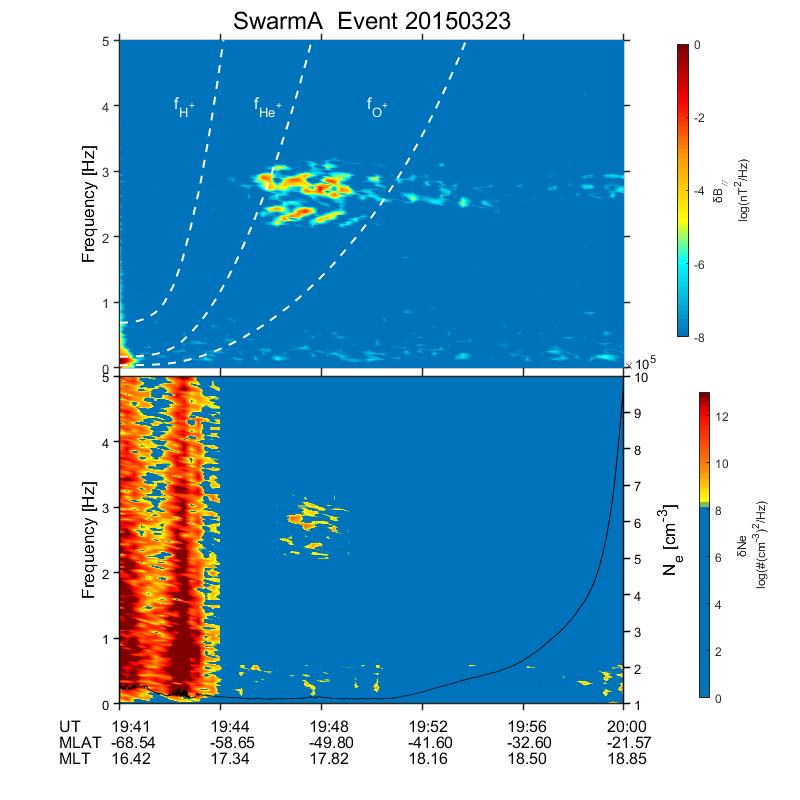 SwarmA Event 20150323
5
4
3
2
1
0
Frequency [Hz]
fH+
fHe+
fO+
0
-2
-4
-6
-8
δB //
log(nT2/Hz)
× 105
5
4
3
2
1
0
Frequency [Hz]
10
9
8
7
6
5
4
3
2
1
Ne [cm-3]
12
10
8
6
4
2
0
δNe
log(#(cm-3)2/Hz)
UT 19:41 19:44 19:48 19:52 19:56 20:00
MLAT -68.54 -58.65 -49.80 -41.60 -32.60 -21.57
MLT 16.42 17.34 17.82 18.16 18.50 18.85